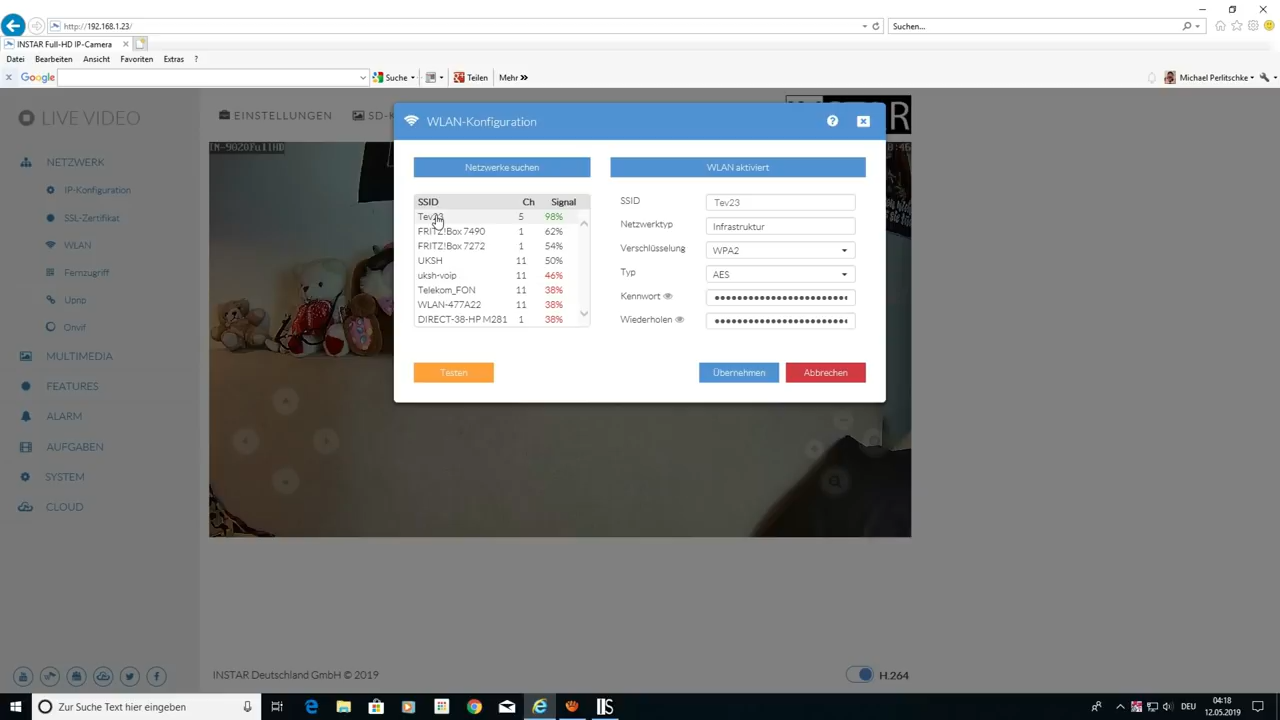 http://192.168.1.23/
Suchen...
INSTAR Full-HD IP-Camera
Datei Bearbeiten Ansicht Favoriten Extras ?
Google Suche Teilen Mehr »
Michael Perlitschke
LIVE VIDEO
EINSTELLUNGEN
SD-K
IN-9020FullHD
8:46
NETZWERK
IP-Konfiguration
SSL-Zertifikat
WLAN
Fernzugriff
Upnp
Onvif
MULTIMEDIA
FEATURES
ALARM
AUFGABEN
SYSTEM
CLOUD
WLAN-Konfiguration
Netzwerke suchen
WLAN aktiviert
SSID Ch Signal
Tev23 5 98%
FRITZ!Box 7490 1 62%
FRITZ!Box 7272 1 54%
UKSH 11 50%
uksh-voip 11 46%
Telekom_FON 11 38%
WLAN-477A22 11 38%
DIRECT-38-HP M281 1 38%
SSID Tev23
Netzwerktyp Infrastruktur
Verschlüsselung WPA2
Typ AES
Kennwort
Wiederholen
Testen
Übernehmen
Abbrechen
INSTAR Deutschland GmbH © 2019
H.264
Zur Suche Text hier eingeben
DEU
04:18
12.05.2019